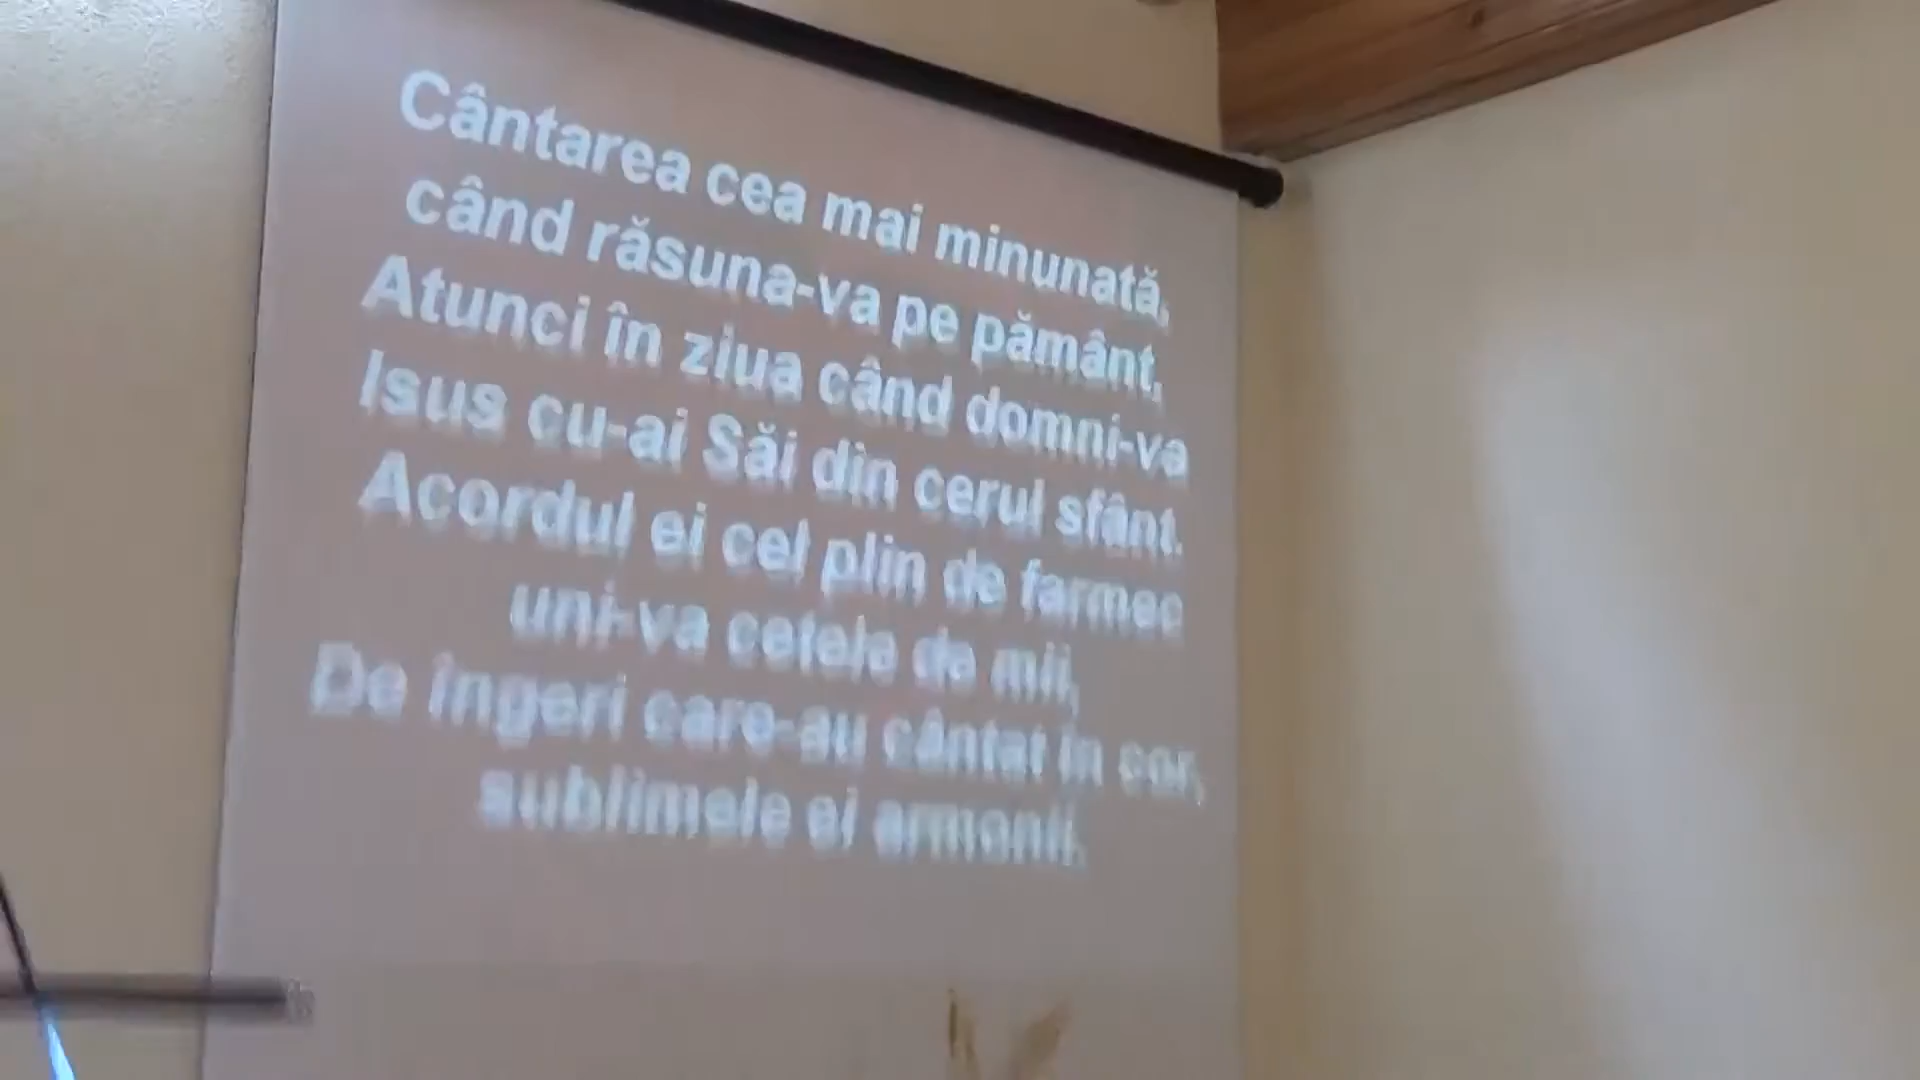 Cântarea cea mai minunată,
când răsuna-va pe pământ,
Atunci în ziua când domni-va
Isus cu-ai Săi din cerul sfânt.
Acordul ei cel plin de farmec
uni-va cetele de mii,
De îngeri care-au cântat în cor,
sublimele ei armonii.